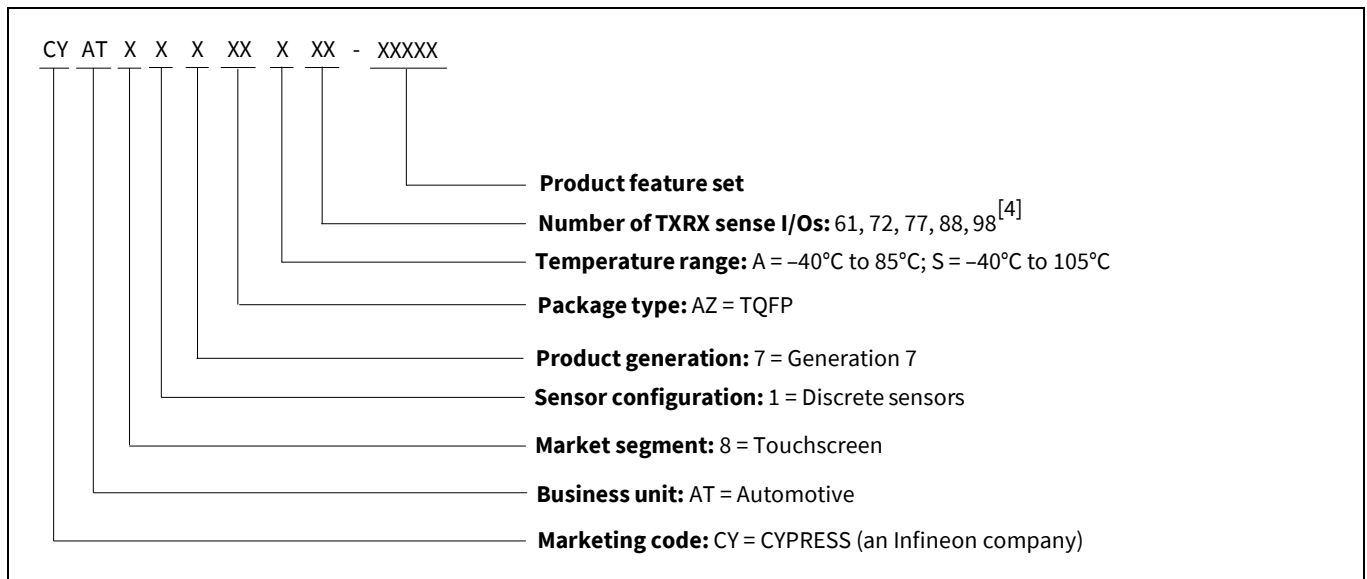 CY AT X X X XX X XX - XXXXX
Product feature set
Number of TXRX sense I/Os: 61, 72, 77, 88, 98[4]
Temperature range: A = –40°C to 85°C; S = –40°C to 105°C
Package type: AZ = TQFP
Product generation: 7 = Generation 7
Sensor configuration: 1 = Discrete sensors
Market segment: 8 = Touchscreen
Business unit: AT = Automotive
Marketing code: CY = CYPRESS (an Infineon company)